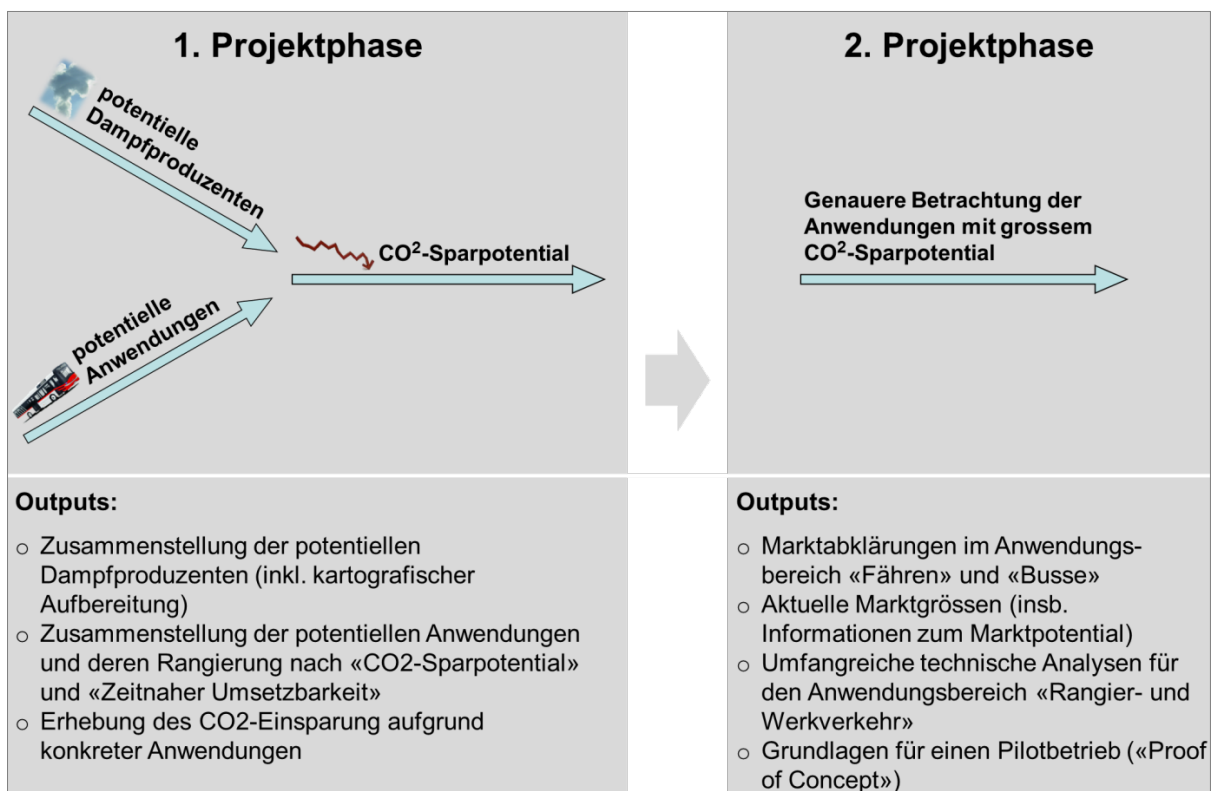 1. Projektphase
potentielle
Dampfproduzenten
CO²-Sparpotential
potentielle
Anwendungen
2. Projektphase
Genauere Betrachtung der
Anwendungen mit grossem
CO²-Sparpotential
Outputs:
○ Zusammenstellung der potentiellen
Dampfproduzenten (inkl. kartografischer
Aufbereitung)
○ Zusammenstellung der potentiellen Anwendungen
und deren Rangierung nach «CO2-Sparpotential»
und «Zeitnaher Umsetzbarkeit»
○ Erhebung des CO2-Einsparung aufgrund
konkreter Anwendungen
Outputs:
○ Marktabklärungen im Anwendungs-
bereich «Fähren» und «Busse»
○ Aktuelle Marktgrössen (insb.
Informationen zum Marktpotential)
○ Umfangreiche technische Analysen für
den Anwendungsbereich «Rangier- und
Werkverkehr»
○ Grundlagen für einen Pilotbetrieb («Proof
of Concept»)